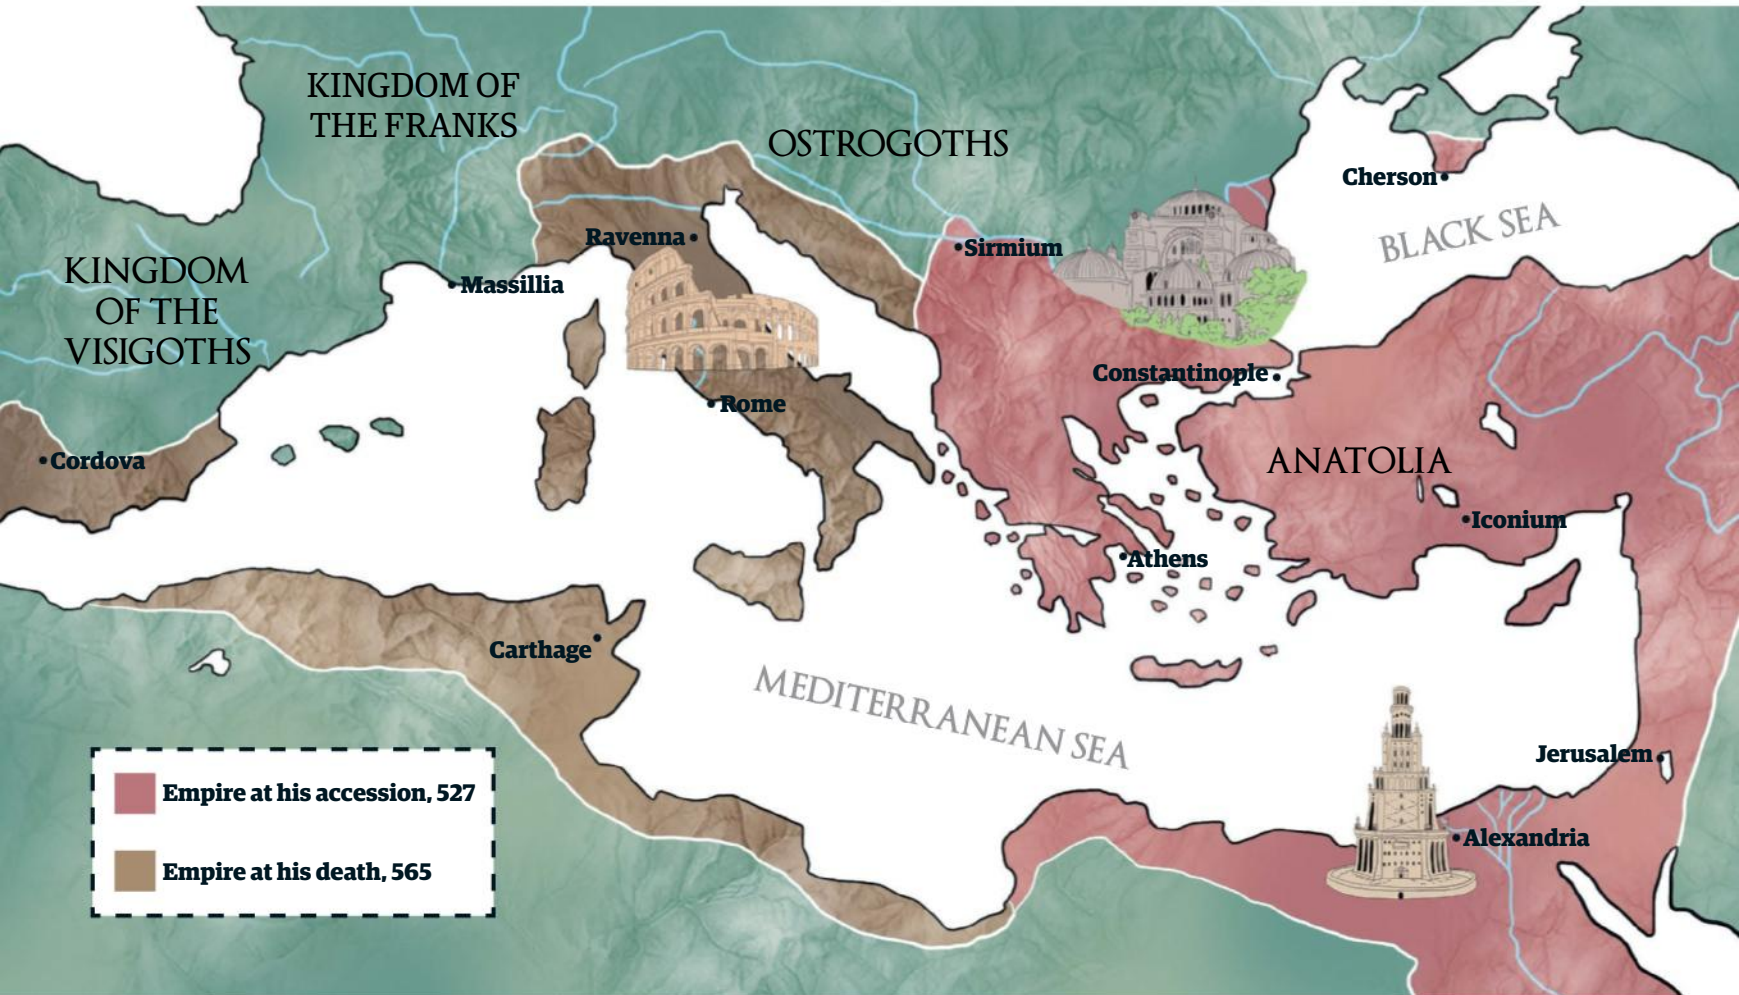 KINGDOM OF
THE FRANKS
OSTROGOTHS
Cherson
BLACK SEA
Ravenna
Sirmium
KINGDOM
OF THE
VISIGOTHS
Massillia
Constantinople
Rome
Cordova
ANATOLIA
Iconium
Athens
Carthage
MEDITERRANEAN SEA
Jerusalem
Alexandria
Empire at his accession, 527
Empire at his death, 565